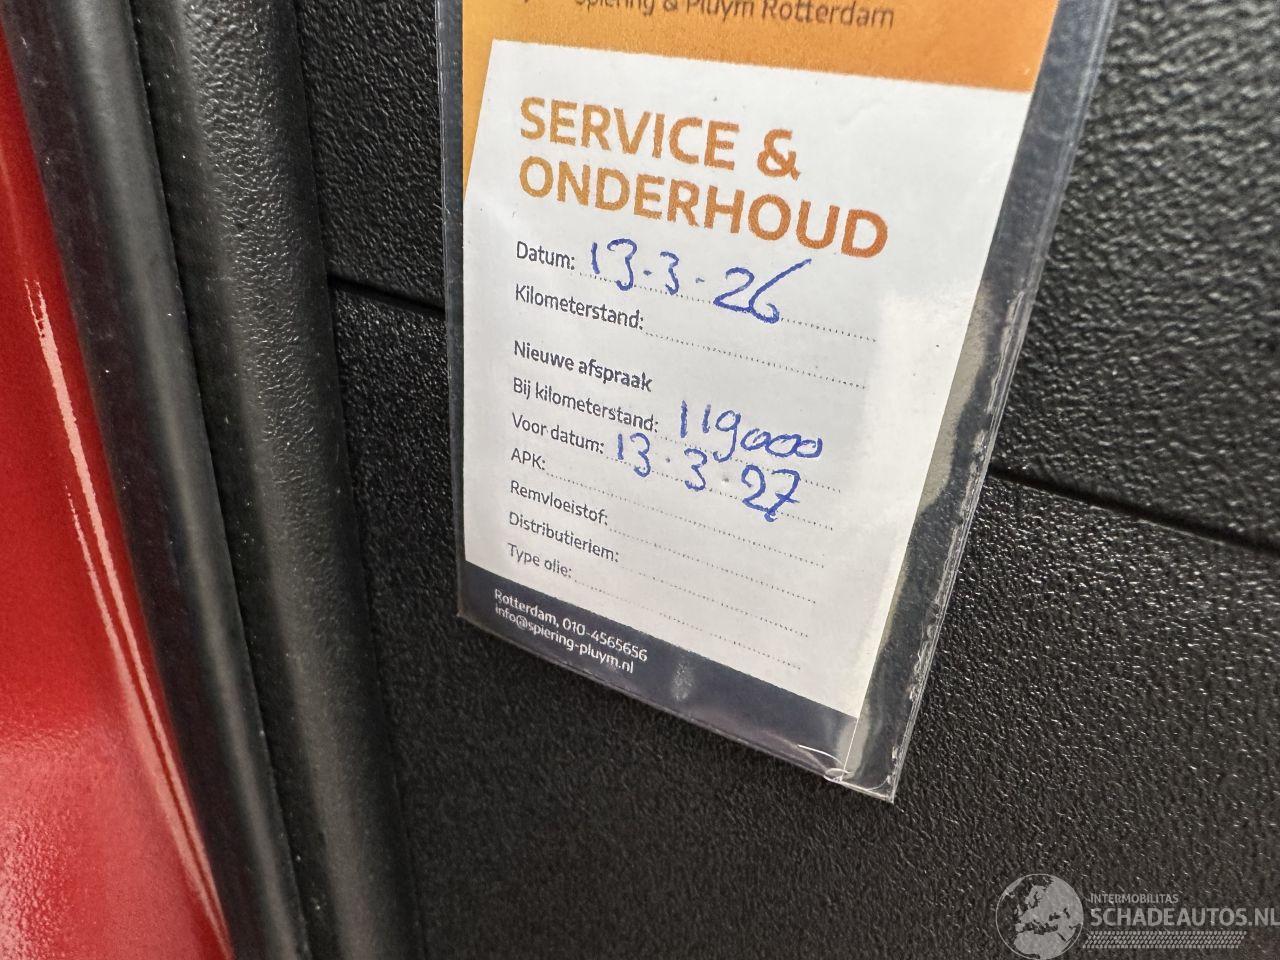 Spiering & Pluym Rotterdam
SERVICE &
ONDERHOUD
Datum: 13-3-26
Kilometerstand:
Nieuwe afspraak
Bij kilometerstand: 119000
Voor datum: 13-3-27
APK:
Remvloeistof:
Distributieriem:
Type olie:
Rotterdam, 010-4565656
info@spiering-pluym.nl
INTERMOBILITAS
SCHADEAUTOS.NL